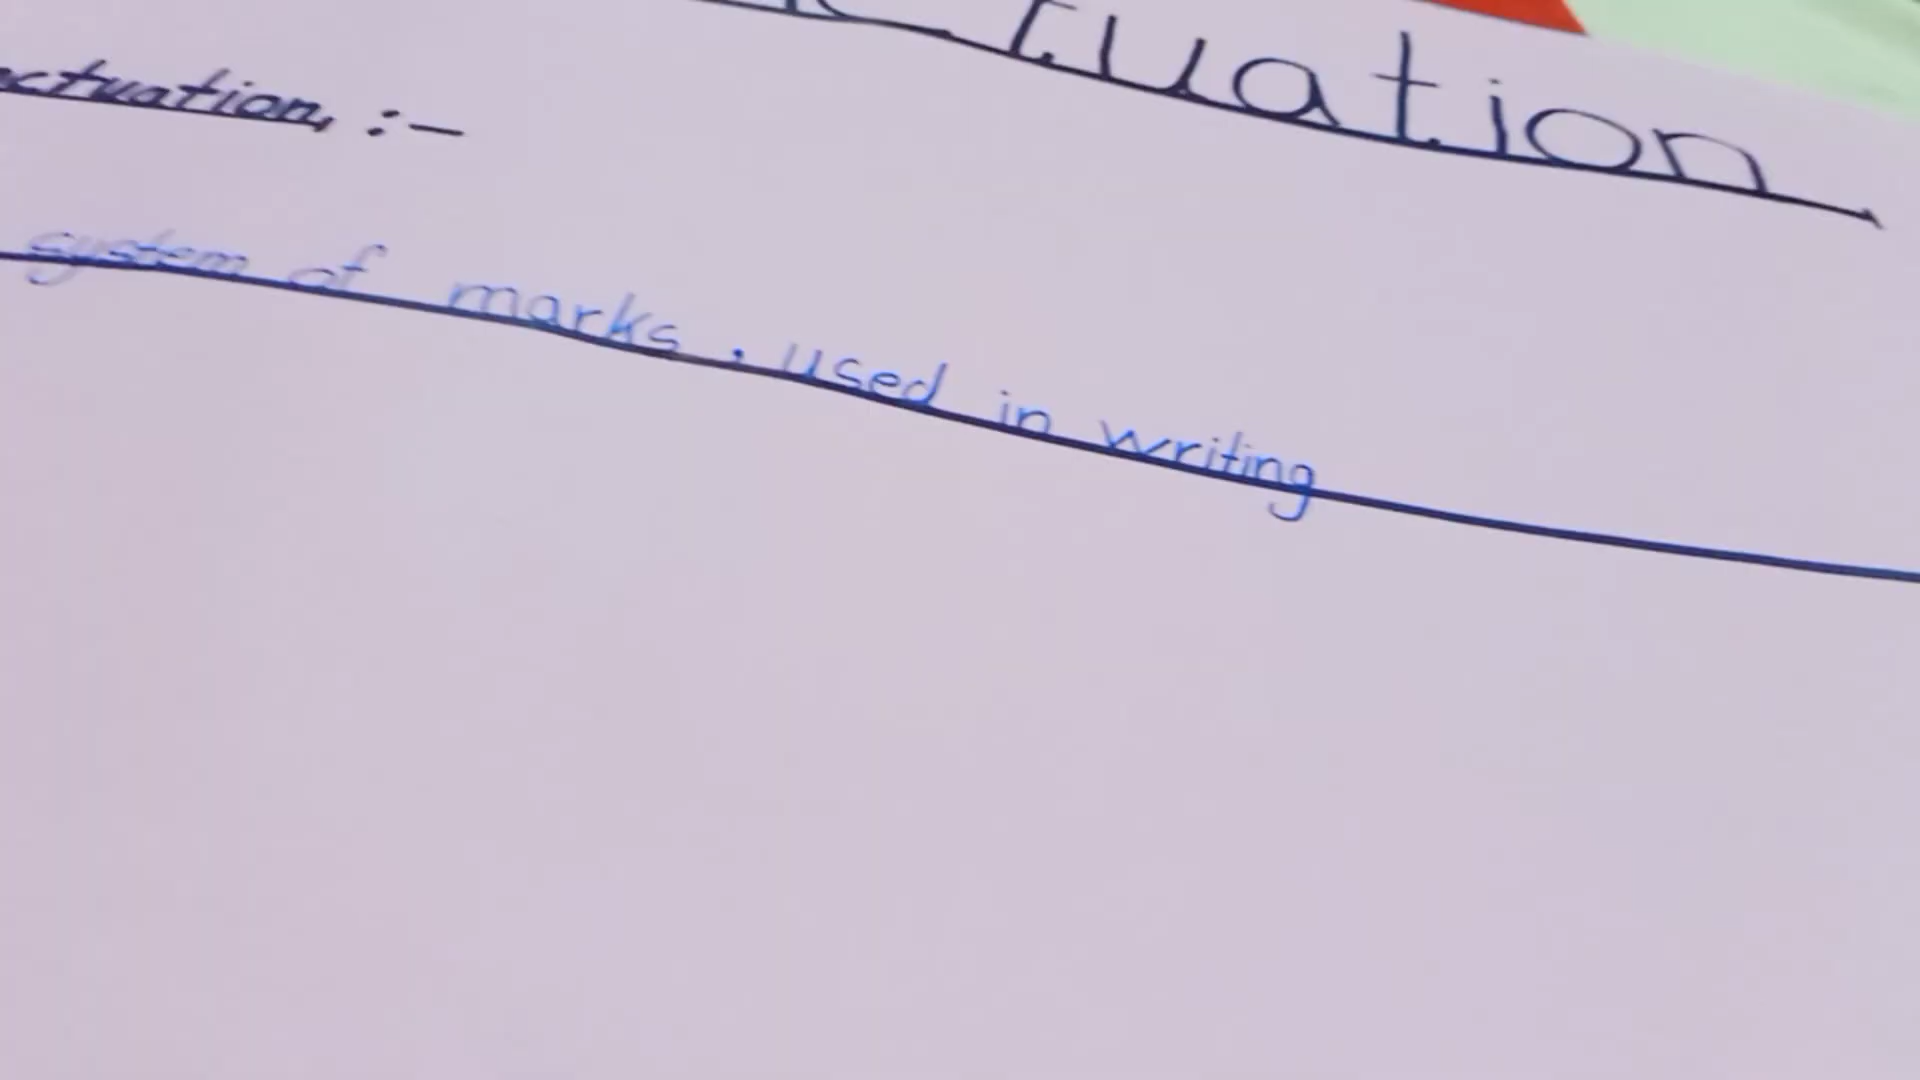 ctuation
ctuation :-
system of marks , used in writing